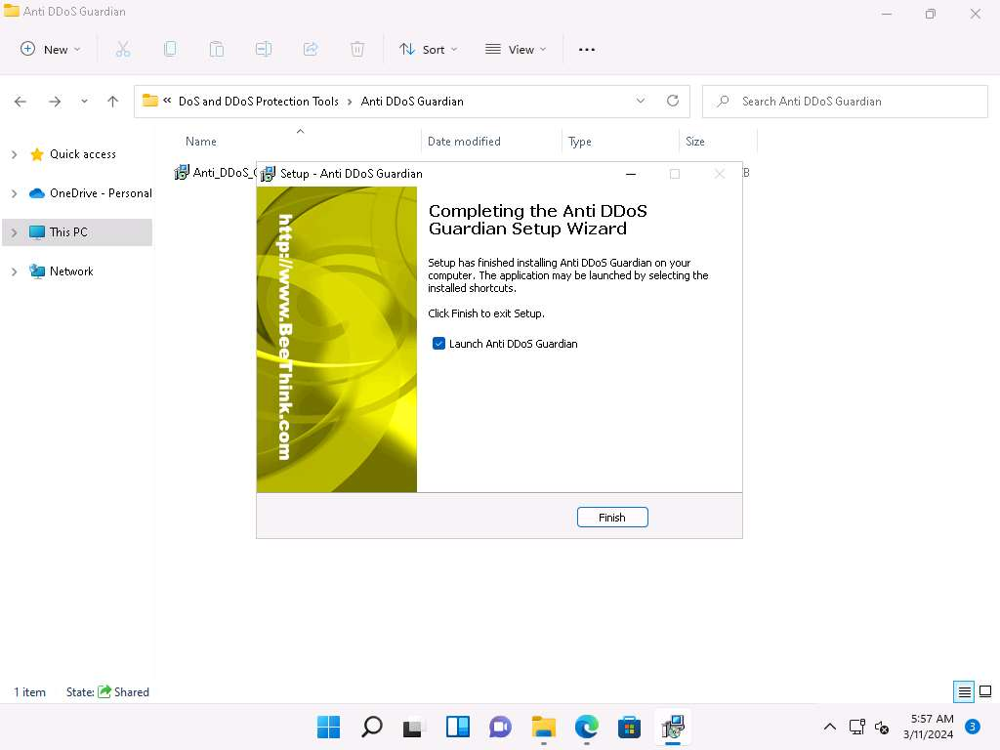 Anti DDoS Guardian
New
Sort
View
« DoS and DDoS Protection Tools > Anti DDoS Guardian
Search Anti DDoS Guardian
Name
Date modified
Type
Size
Quick access
OneDrive - Personal
This PC
Network
Anti_DDoS_
Setup - Anti DDoS Guardian
http://www.BeeThink.com
Completing the Anti DDoS
Guardian Setup Wizard
Setup has finished installing Anti DDoS Guardian on your
computer. The application may be launched by selecting the
installed shortcuts.
Click Finish to exit Setup.
Launch Anti DDoS Guardian
Finish
1 item
State: Shared
5:57 AM
3/11/2024
3